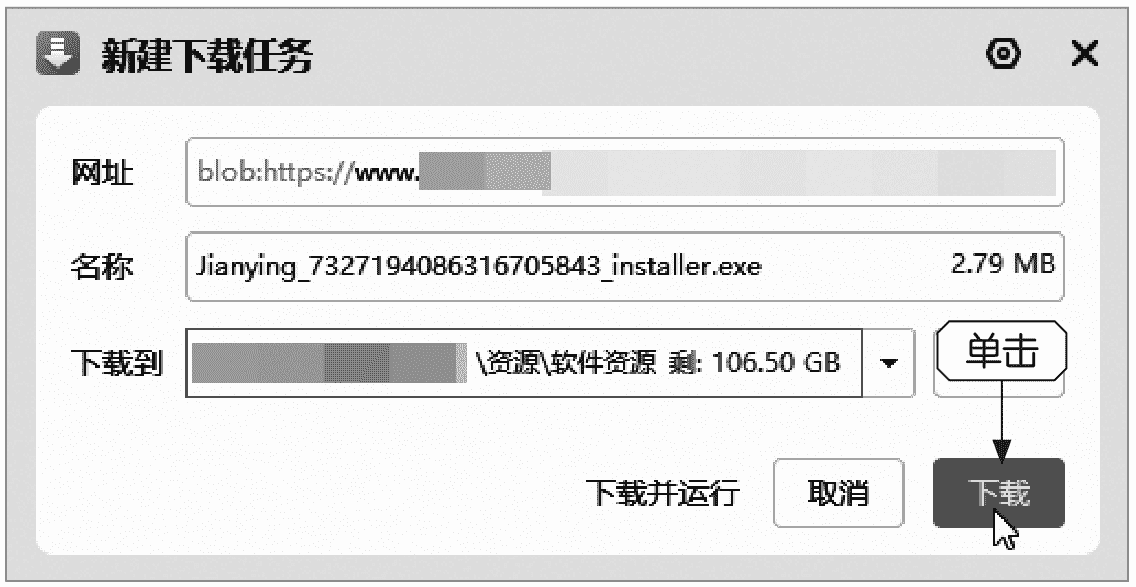 新建下载任务
网址 blob:https://www.
名称 Jianying_7327194086316705843_installer.exe 2.79 MB
下载到 \资源\软件资源 剩: 106.50 GB 单击
下载并运行 取消 下载